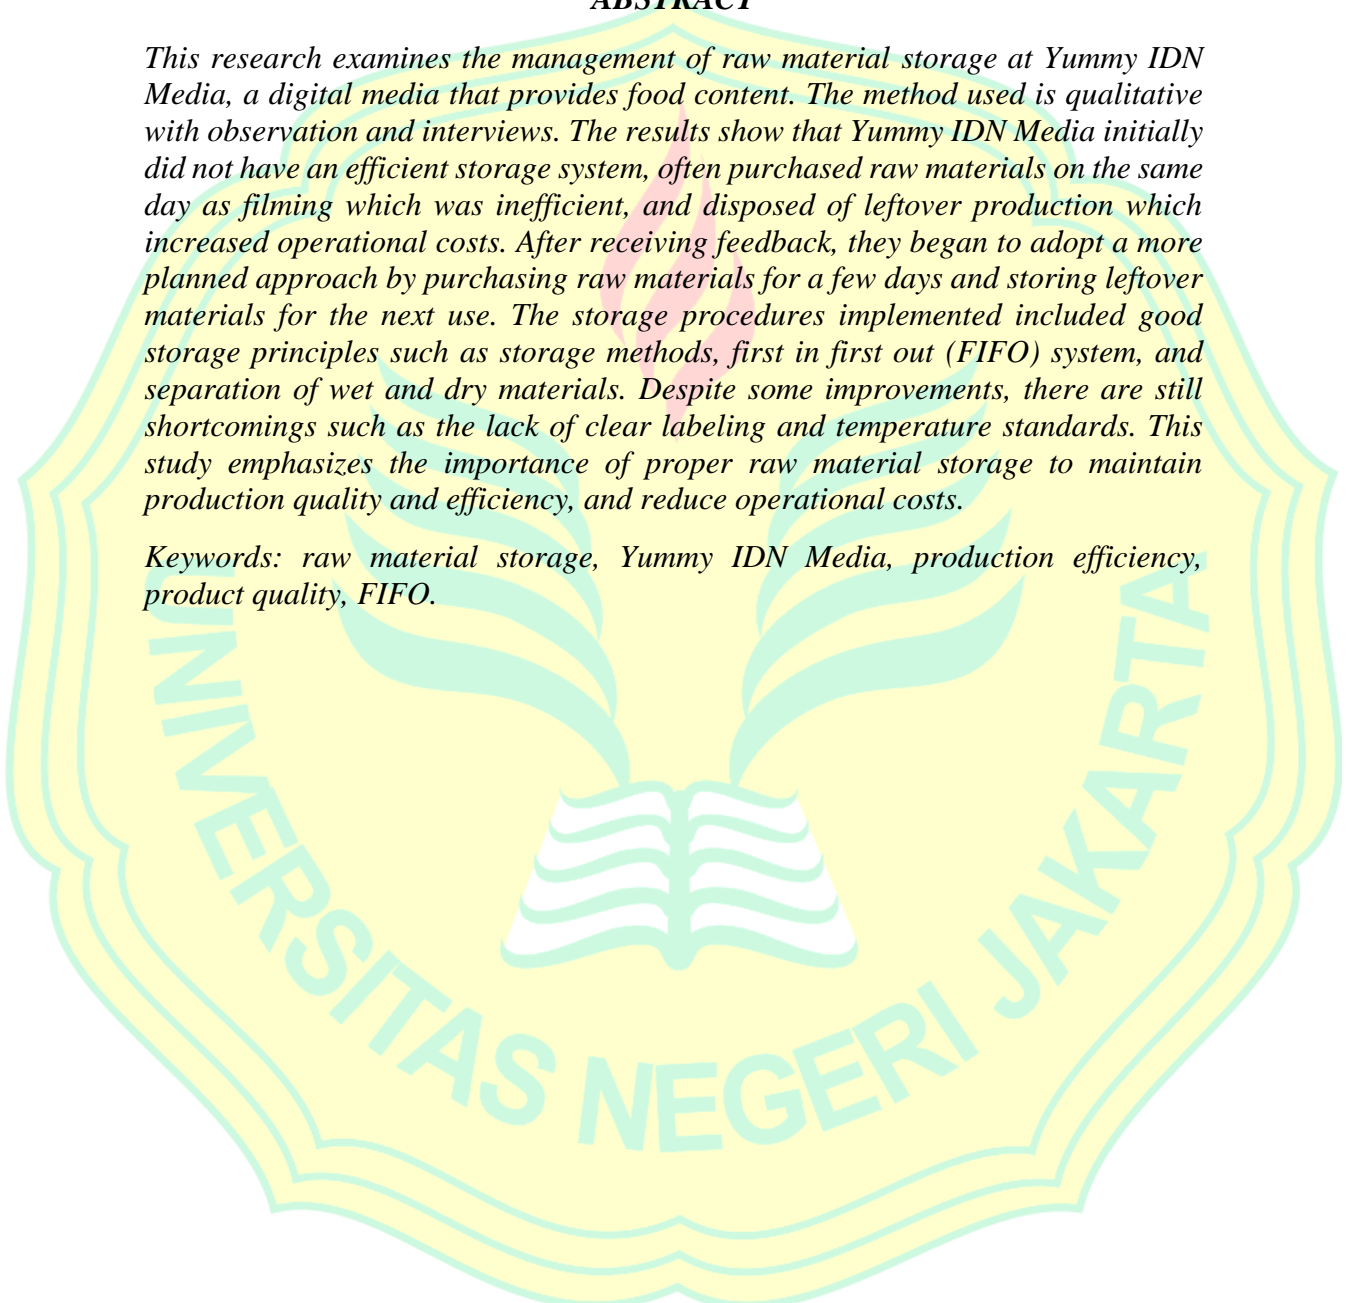 ABSTRACT
This research examines the management of raw material storage at Yummy IDN
Media, a digital media that provides food content. The method used is qualitative
with observation and interviews. The results show that Yummy IDN Media initially
did not have an efficient storage system, often purchased raw materials on the same
day as filming which was inefficient, and disposed of leftover production which
increased operational costs. After receiving feedback, they began to adopt a more
planned approach by purchasing raw materials for a few days and storing leftover
materials for the next use. The storage procedures implemented included good
storage principles such as storage methods, first in first out (FIFO) system, and
separation of wet and dry materials. Despite some improvements, there are still
shortcomings such as the lack of clear labeling and temperature standards. This
study emphasizes the importance of proper raw material storage to maintain
production quality and efficiency, and reduce operational costs.
Keywords: raw material storage, Yummy IDN Media, production efficiency,
product quality, FIFO.
UNIVERSITAS NEGERI JAKARTA